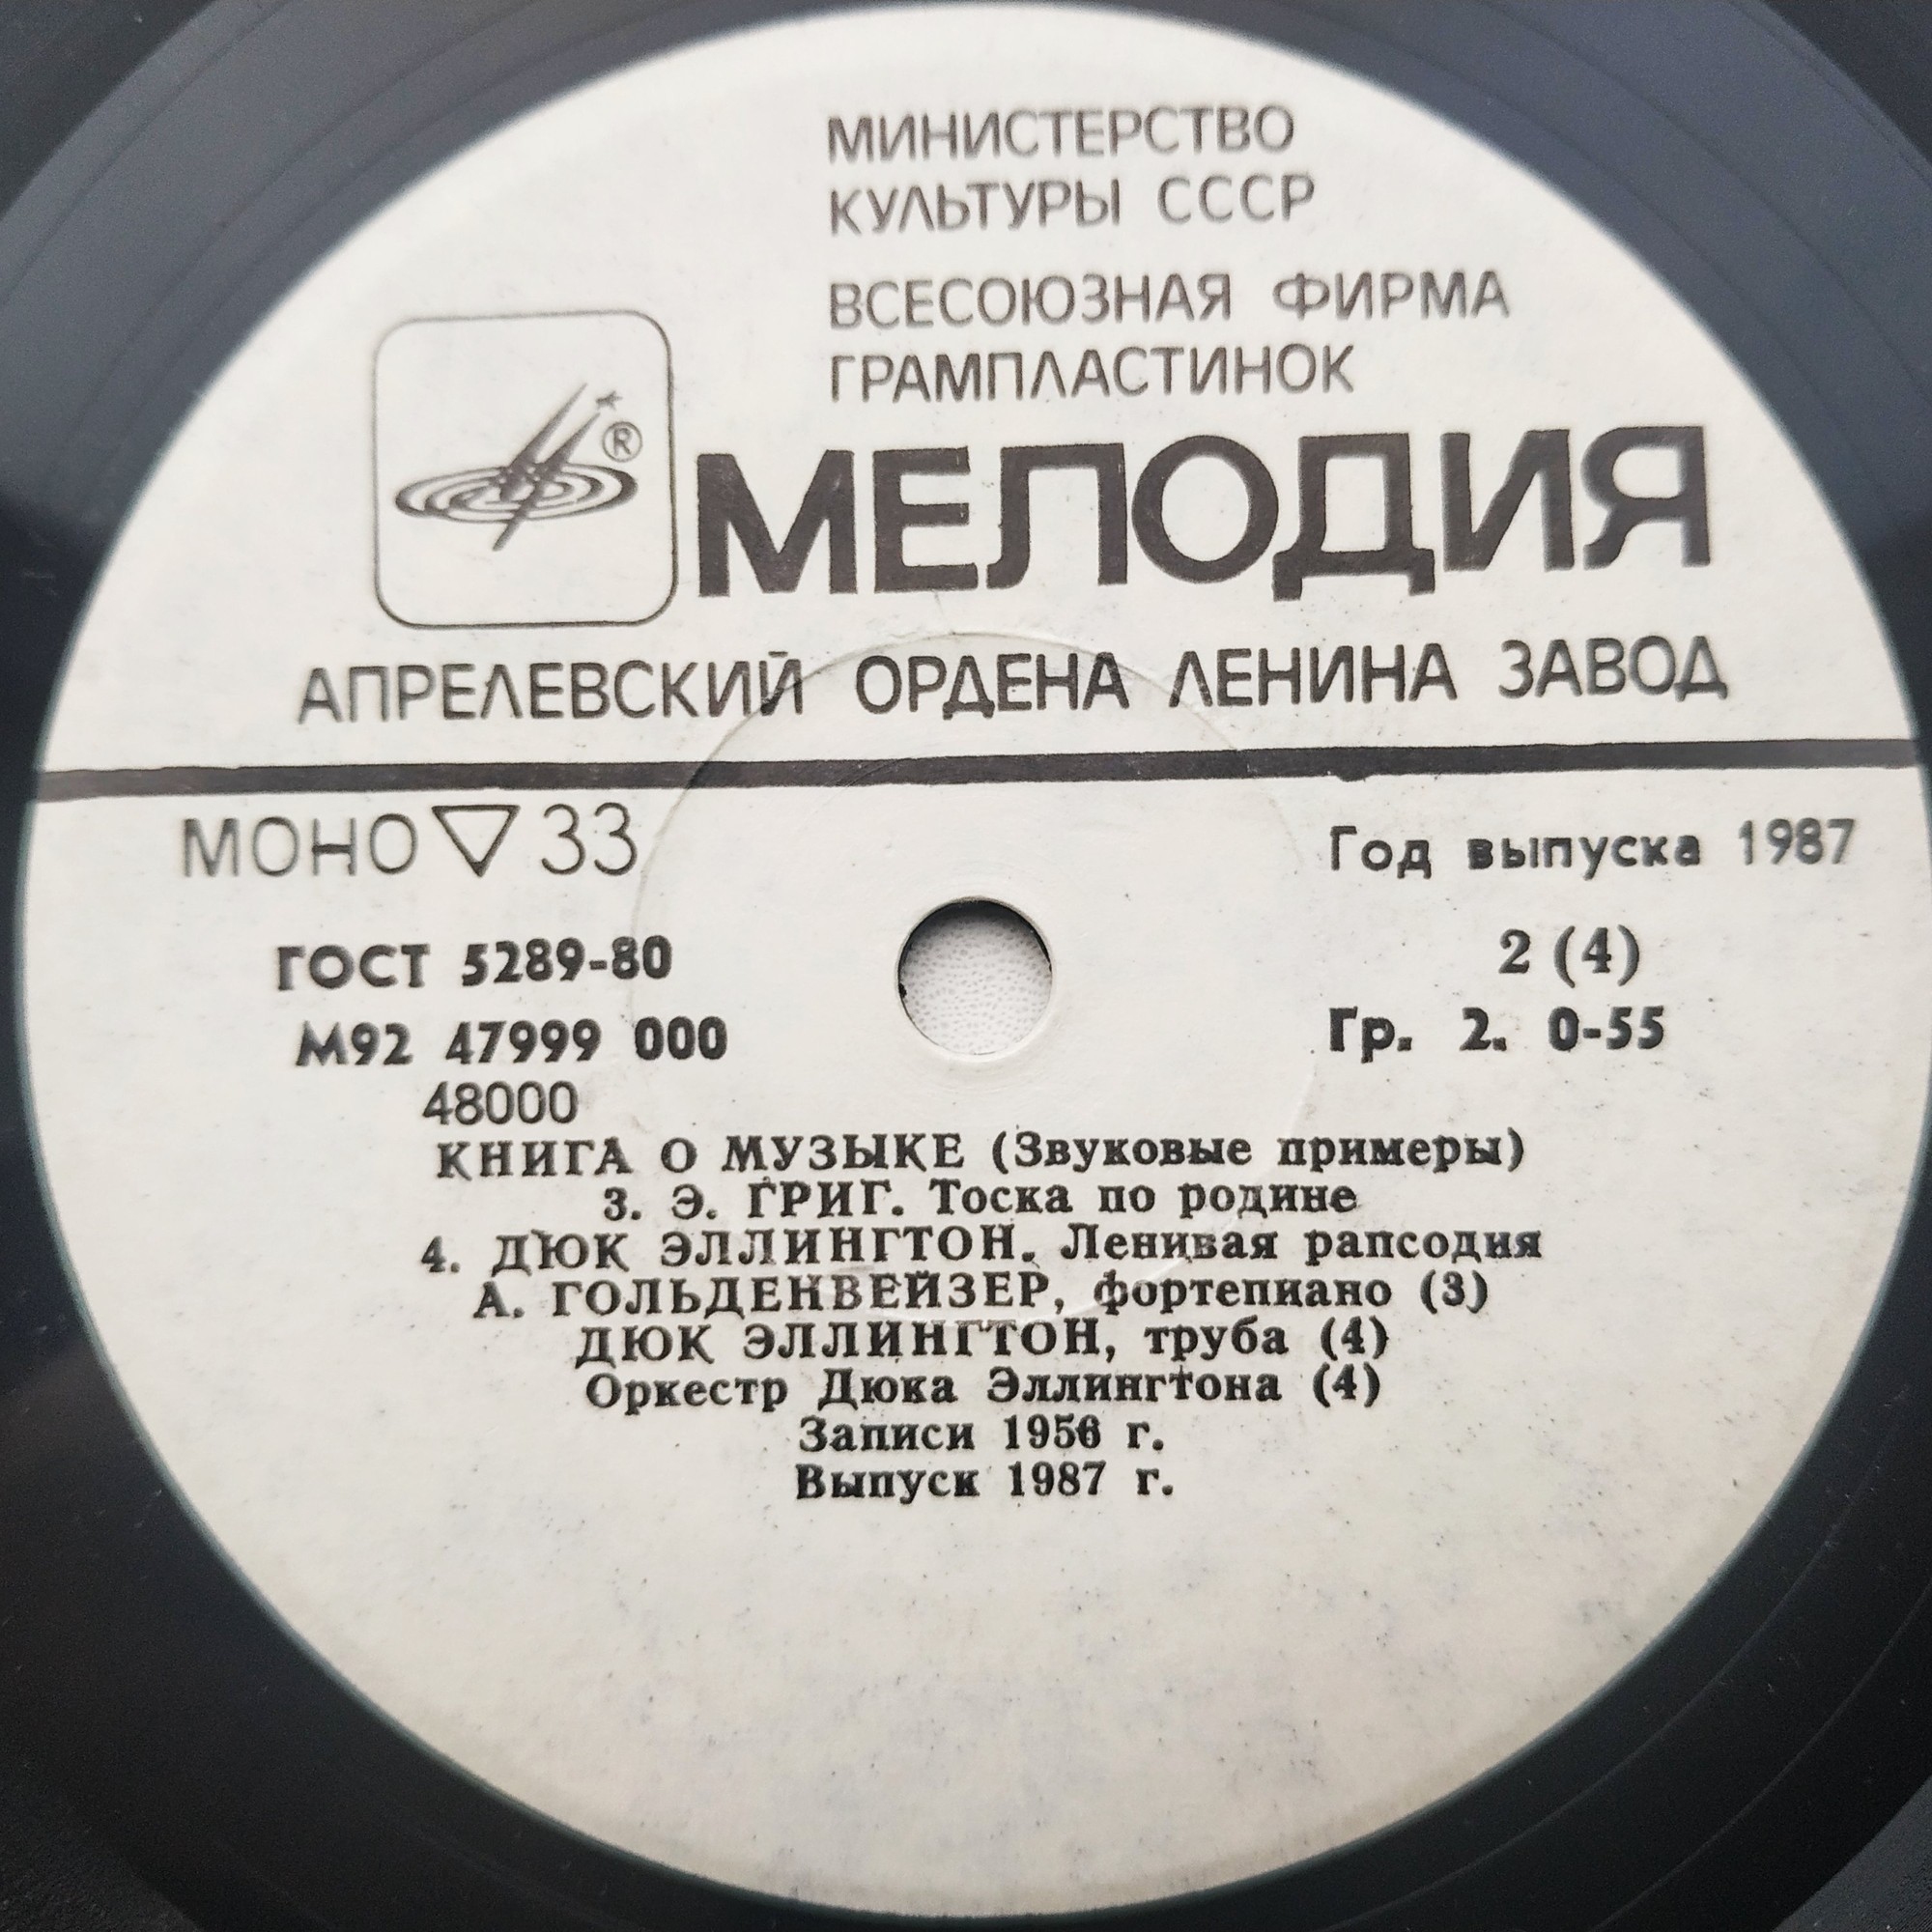 МИНИСТЕРСТВО
КУЛЬТУРЫ СССР
ВСЕСОЮЗНАЯ ФИРМА
ГРАМПЛАСТИНОК
®
МЕЛОДИЯ
АПРЕЛЕВСКИЙ ОРДЕНА ЛЕНИНА ЗАВОД
МОНО ▽ 33
Год выпуска 1987
ГОСТ 5289-80
2 (4)
М92 47999 000
Гр. 2. 0-55
48000
КНИГА О МУЗЫКЕ (Звуковые примеры)
3. Э. ГРИГ. Тоска по родине
4. ДЮК ЭЛЛИНГТОН. Ленивая рапсодия
А. ГОЛЬДЕНВЕЙЗЕР, фортепиано (3)
ДЮК ЭЛЛИНГТОН, труба (4)
Оркестр Дюка Эллингтона (4)
Записи 1956 г.
Выпуск 1987 г.